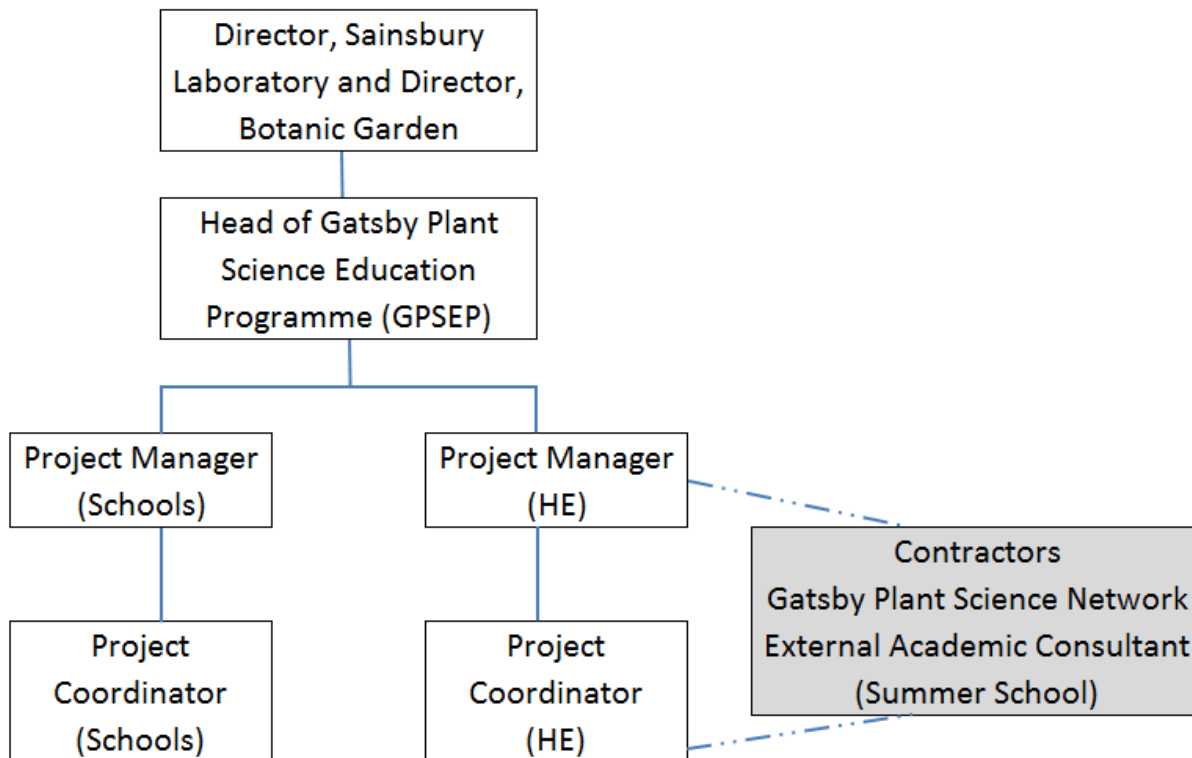 Director, Sainsbury
Laboratory and Director,
Botanic Garden
Head of Gatsby Plant
Science Education
Programme (GPSEP)
Project Manager
(Schools)
Project Manager
(HE)
Contractors
Gatsby Plant Science Network
External Academic Consultant
(Summer School)
Project
Coordinator
(Schools)
Project
Coordinator
(HE)